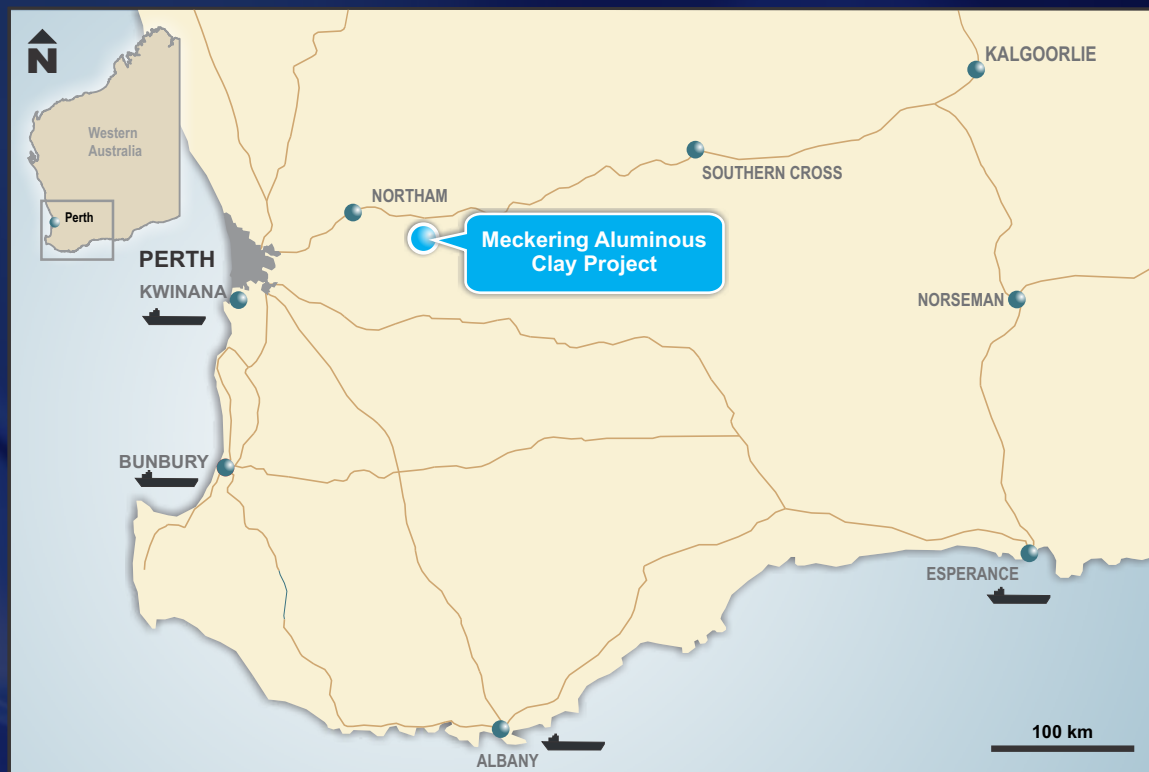 N
Western
Australia
Perth
KALGOORLIE
SOUTHERN CROSS
NORTHAM
Meckering Aluminous
Clay Project
PERTH
KWINANA
NORSEMAN
BUNBURY
ESPERANCE
ALBANY
100 km